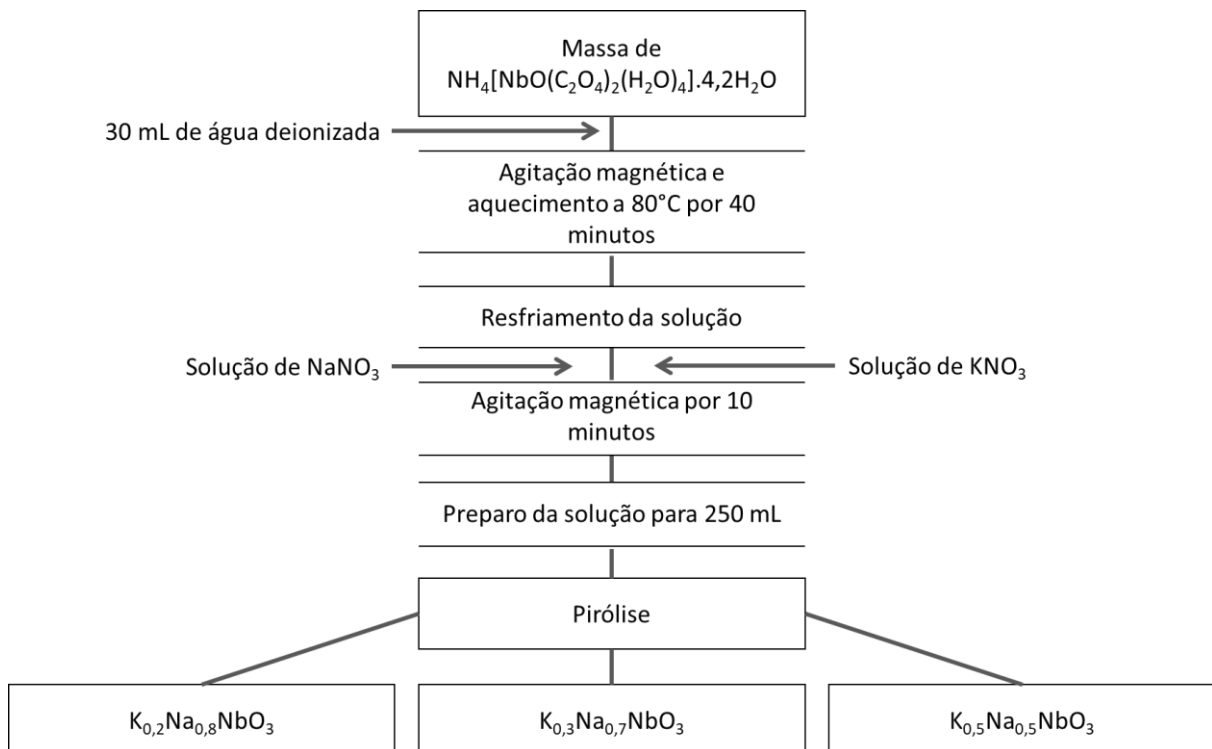 Massa de
NH₄[NbO(C₂O₄)₂(H₂O)₄].4,2H₂O
30 mL de água deionizada
Agitação magnética e
aquecimento a 80°C por 40
minutos
Resfriamento da solução
Solução de NaNO₃
Solução de KNO₃
Agitação magnética por 10
minutos
Preparo da solução para 250 mL
Pirólise
K₀,₂Na₀,₈NbO₃
K₀,₃Na₀,₇NbO₃
K₀,₅Na₀,₅NbO₃